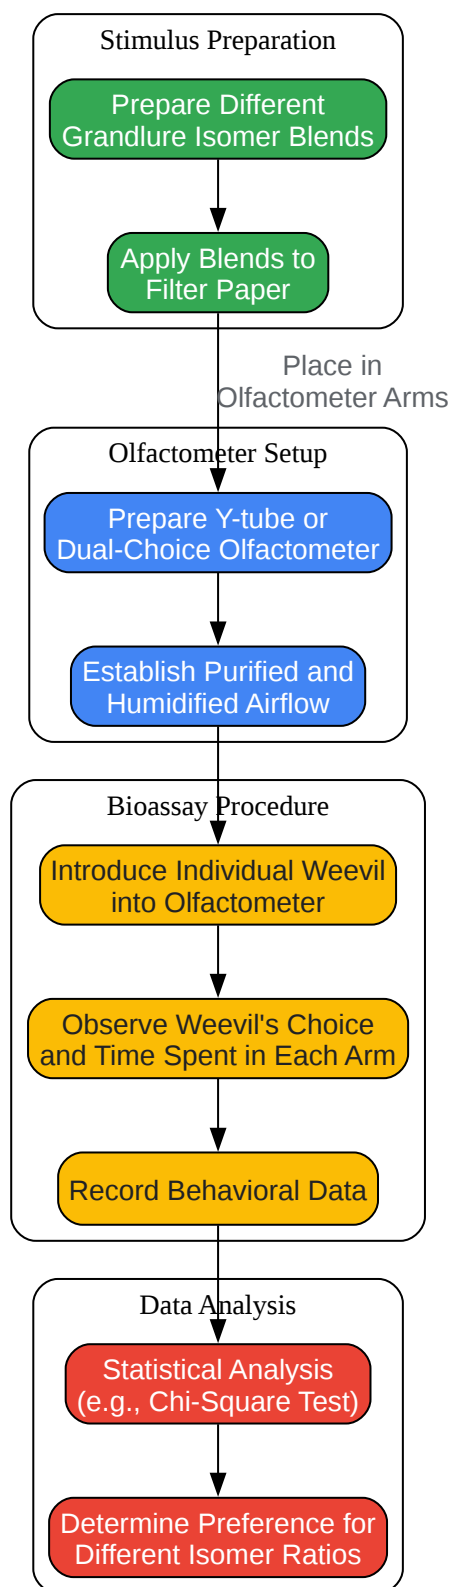 Stimulus Preparation
Prepare Different
Grandlure Isomer Blends
Apply Blends to
Filter Paper
Place in
Olfactometer Arms
Olfactometer Setup
Prepare Y-tube or
Dual-Choice Olfactometer
Establish Purified and
Humidified Airflow
Bioassay Procedure
Introduce Individual Weevil
into Olfactometer
Observe Weevil's Choice
and Time Spent in Each Arm
Record Behavioral Data
Data Analysis
Statistical Analysis
(e.g., Chi-Square Test)
Determine Preference for
Different Isomer Ratios